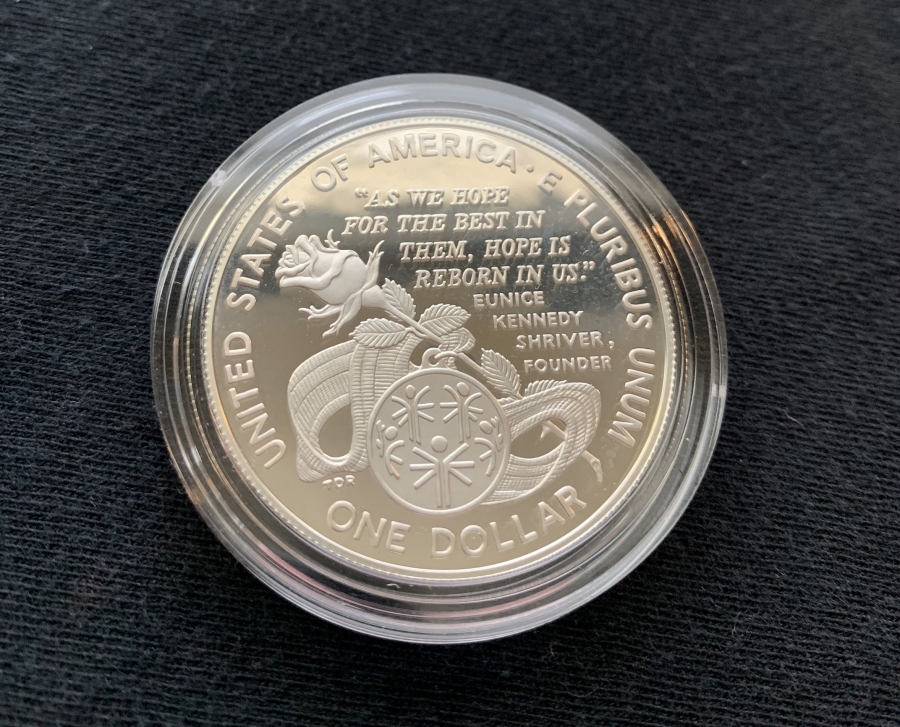 UNITED STATES OF AMERICA · E PLURIBUS UNUM
"AS WE HOPE
FOR THE BEST IN
THEM, HOPE IS
REBORN IN US."
EUNICE
KENNEDY
SHRIVER,
FOUNDER
TDR
ONE DOLLAR